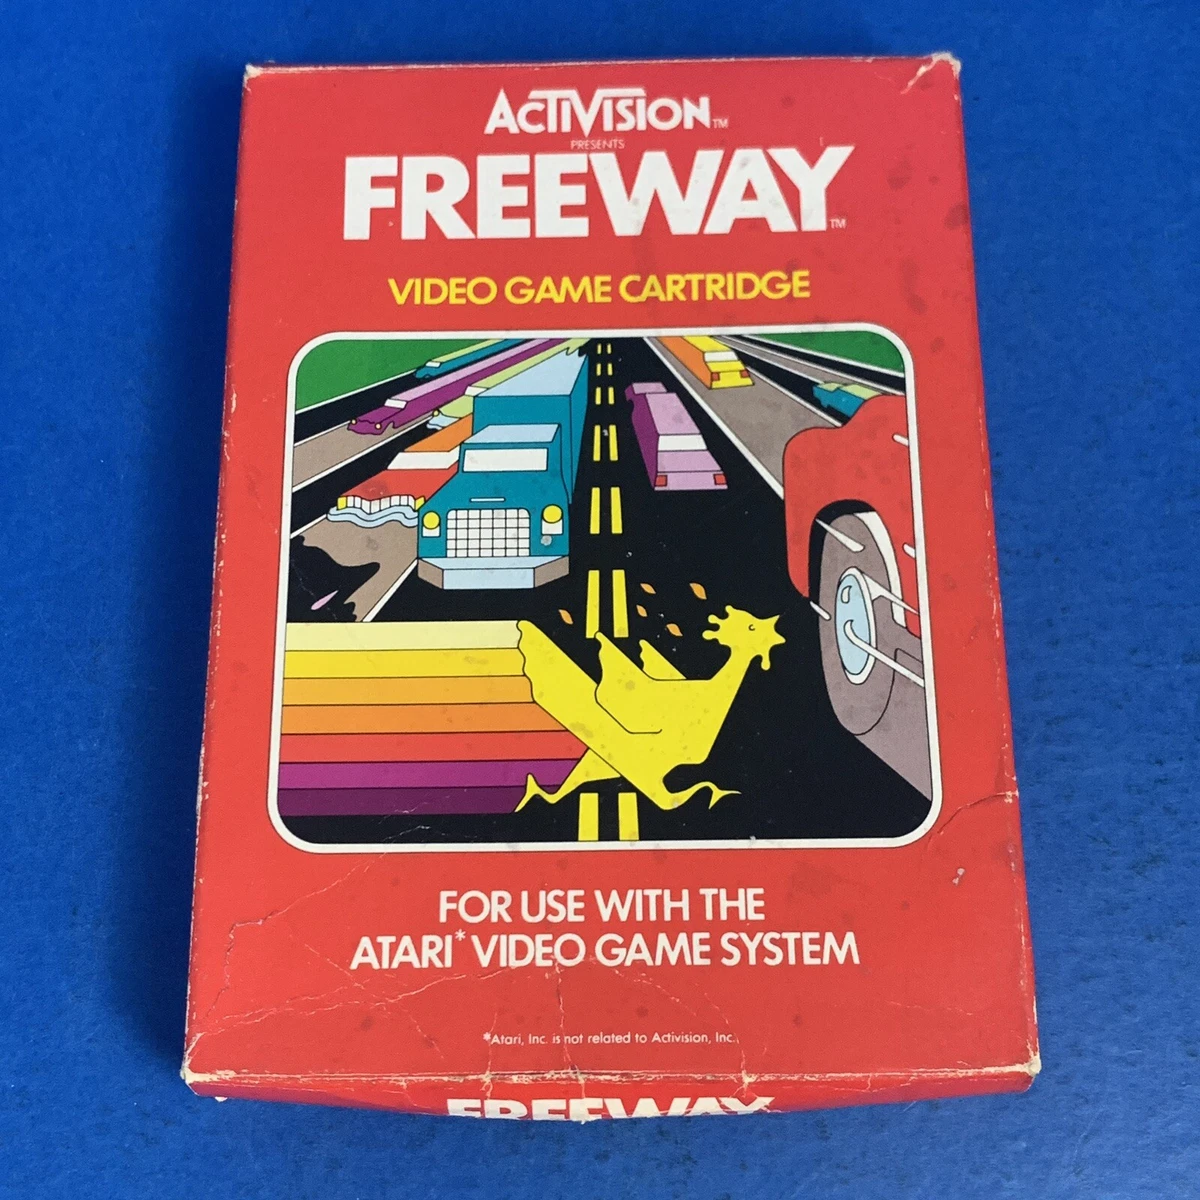 ACTIVISION™
PRESENTS
FREEWAY™
VIDEO GAME CARTRIDGE
FOR USE WITH THE
ATARI* VIDEO GAME SYSTEM
*Atari, Inc. is not related to Activision, Inc.
FREEWAY